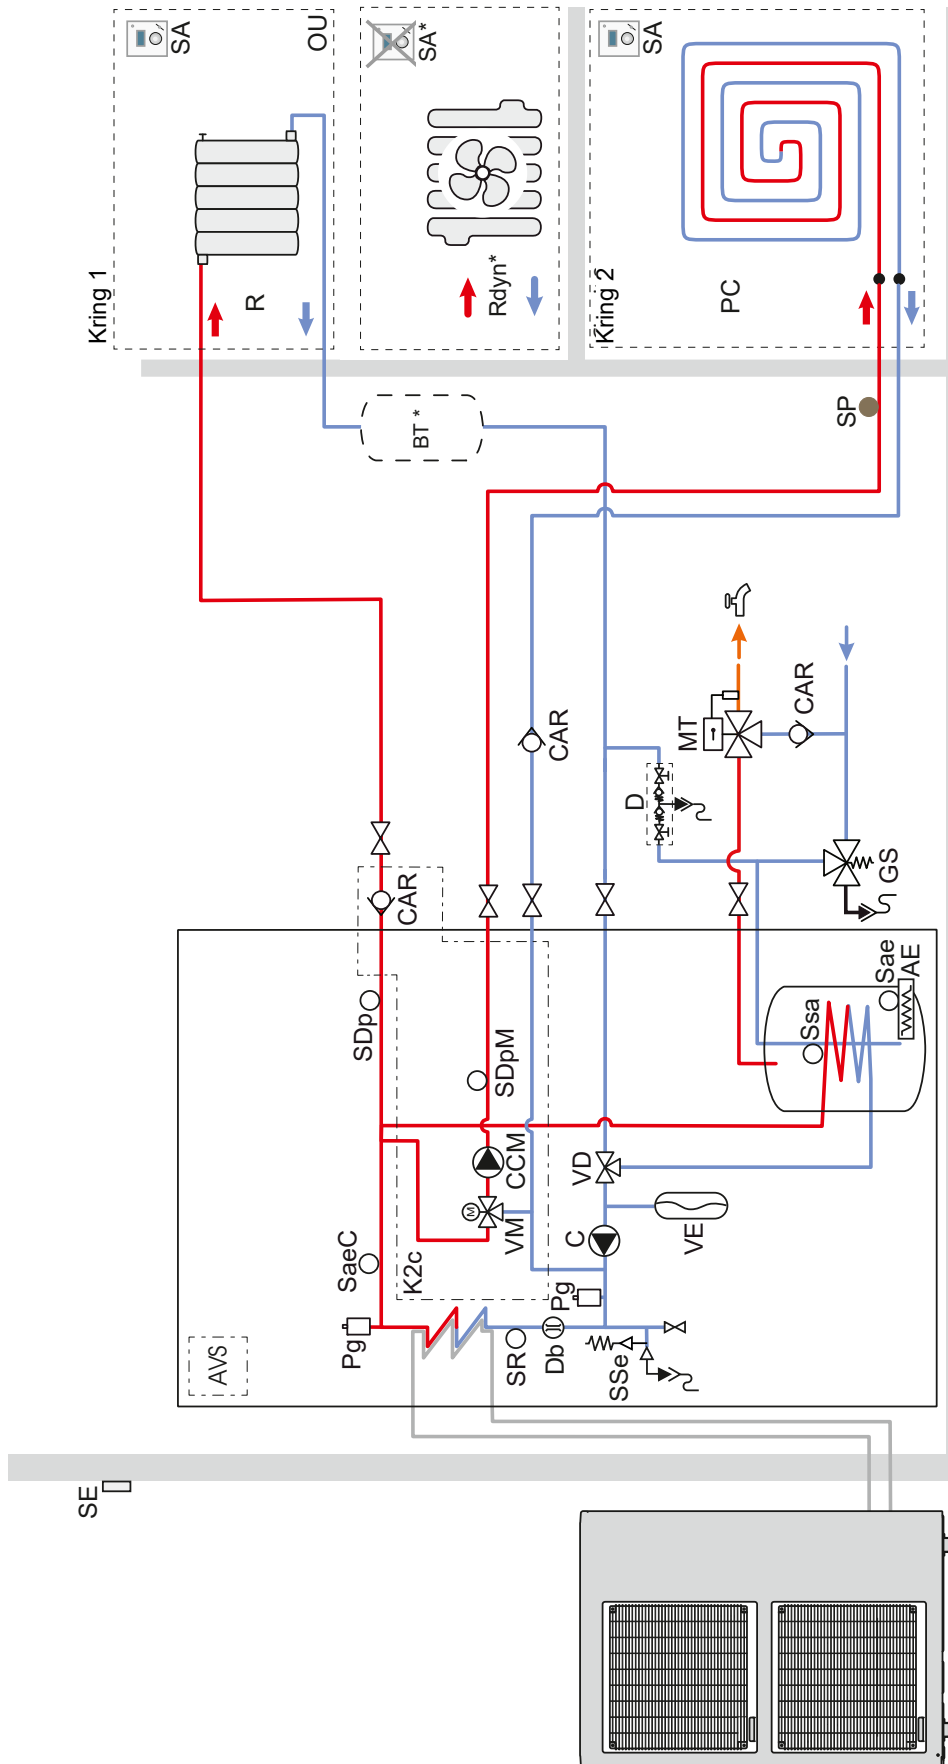 Kring 1
SA
OU
R
SA*
Rdyn*
Kring 2
SA
PC
BT *
SP
CAR
MT
CAR
D
GS
CAR
SDp
SDpM
Ssa
Sae
AE
CCM
VM
VD
C
VE
SaeC
K2c
Pg
Pg
SR
Db
SSe
AVS
SE
M